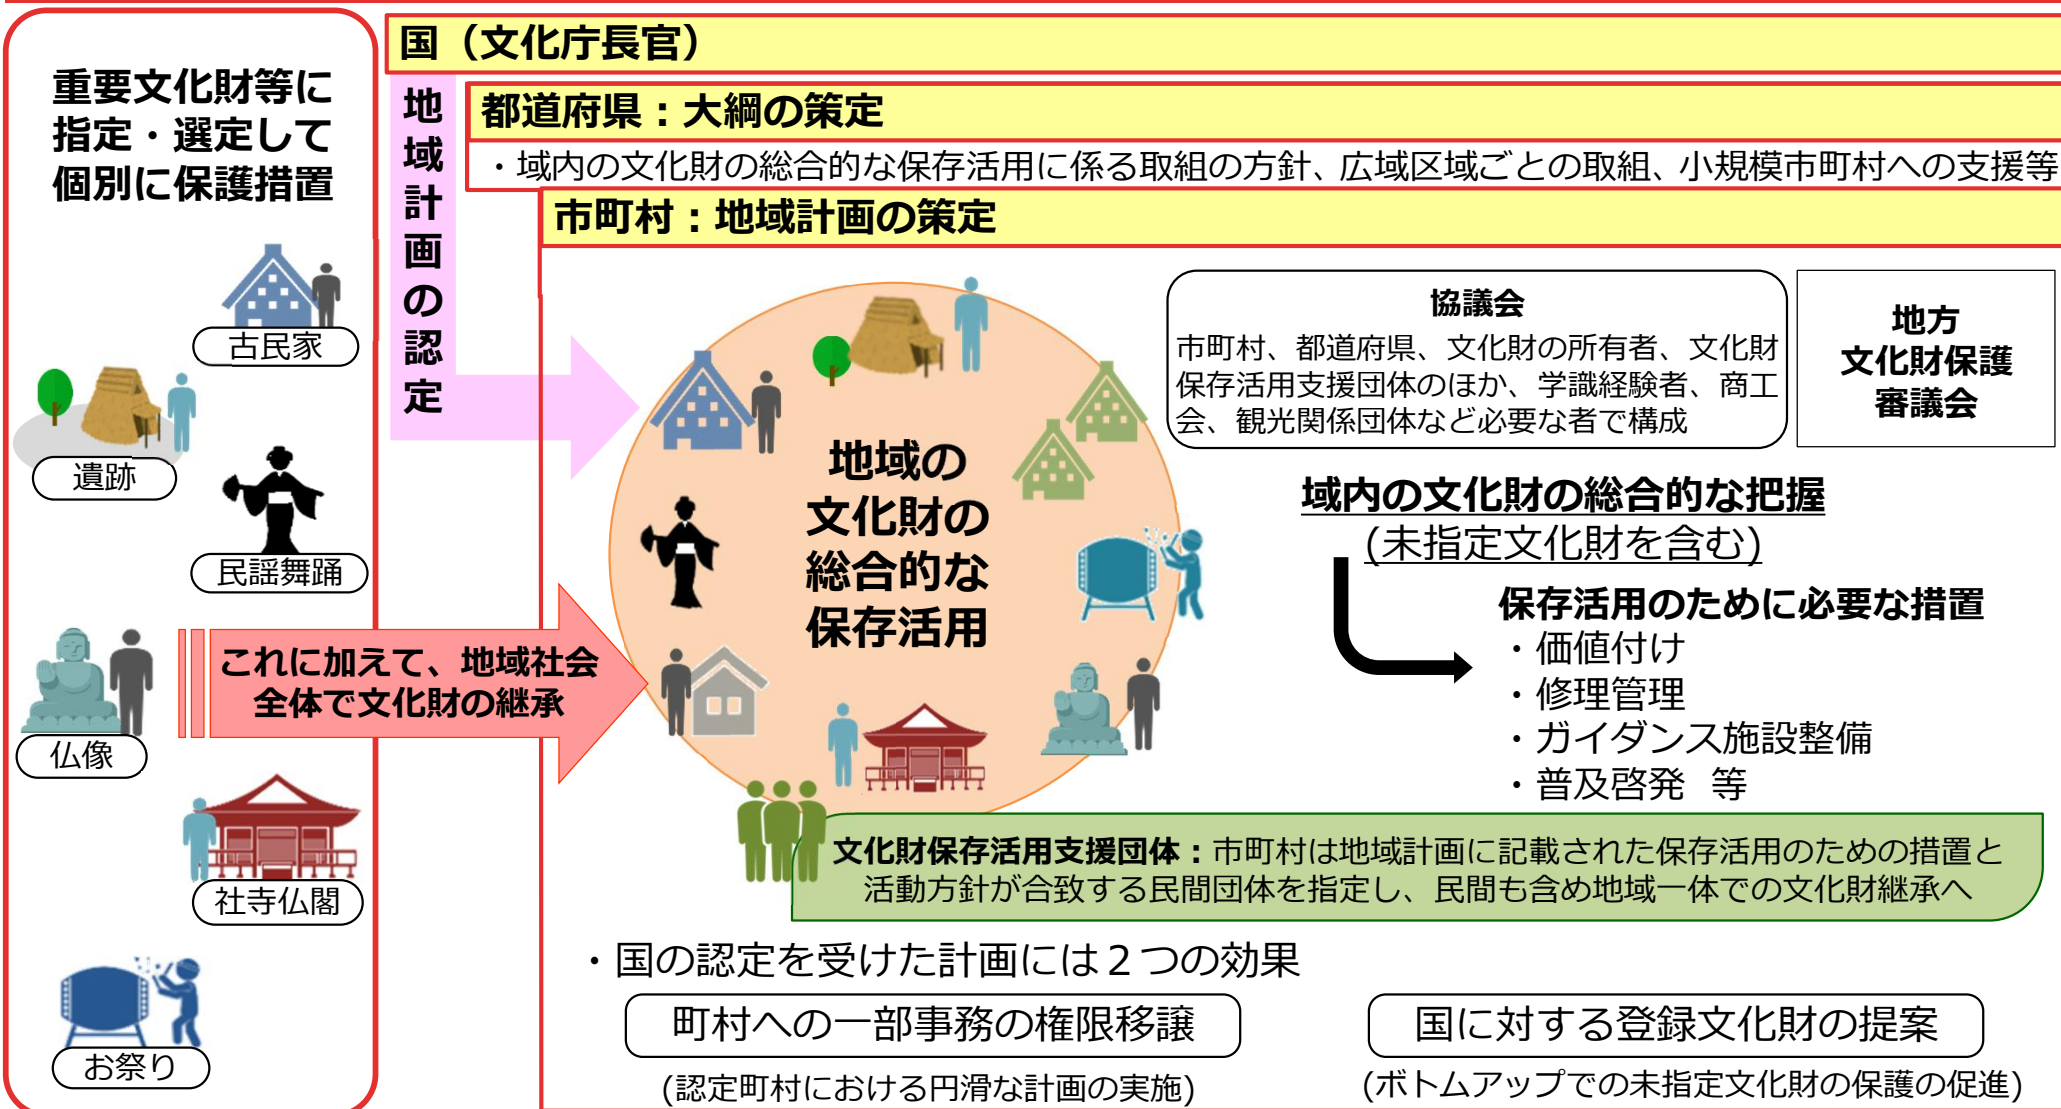 重要文化財等に
指定・選定して
個別に保護措置
古民家
遺跡
民謡舞踊
仏像
社寺仏閣
お祭り
国（文化庁長官）
地域計画の認定
都道府県：大綱の策定
・域内の文化財の総合的な保存活用に係る取組の方針、広域区域ごとの取組、小規模市町村への支援等
市町村：地域計画の策定
これに加えて、地域社会
全体で文化財の継承
地域の
文化財の
総合的な
保存活用
協議会
市町村、都道府県、文化財の所有者、文化財
保存活用支援団体のほか、学識経験者、商工
会、観光関係団体など必要な者で構成
地方
文化財保護
審議会
域内の文化財の総合的な把握
(未指定文化財を含む)
保存活用のために必要な措置
・価値付け
・修理管理
・ガイダンス施設整備
・普及啓発 等
文化財保存活用支援団体：市町村は地域計画に記載された保存活用のための措置と
活動方針が合致する民間団体を指定し、民間も含め地域一体での文化財継承へ
・国の認定を受けた計画には２つの効果
町村への一部事務の権限移譲
(認定町村における円滑な計画の実施)
国に対する登録文化財の提案
(ボトムアップでの未指定文化財の保護の促進)